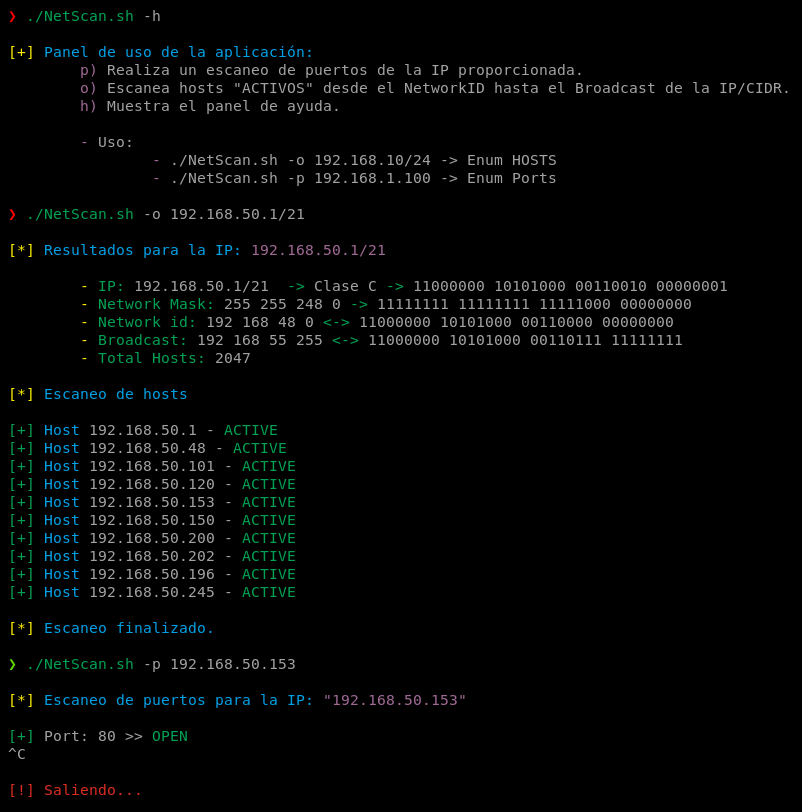 ❯ ./NetScan.sh -h
[+] Panel de uso de la aplicación:
p) Realiza un escaneo de puertos de la IP proporcionada.
o) Escanea hosts "ACTIVOS" desde el NetworkID hasta el Broadcast de la IP/CIDR.
h) Muestra el panel de ayuda.
- Uso:
- ./NetScan.sh -o 192.168.10/24 -> Enum HOSTS
- ./NetScan.sh -p 192.168.1.100 -> Enum Ports
❯ ./NetScan.sh -o 192.168.50.1/21
[*] Resultados para la IP: 192.168.50.1/21
- IP: 192.168.50.1/21  -> Clase C -> 11000000 10101000 00110010 00000001
- Network Mask: 255 255 248 0 -> 11111111 11111111 11111000 00000000
- Network id: 192 168 48 0 <-> 11000000 10101000 00110000 00000000
- Broadcast: 192 168 55 255 <-> 11000000 10101000 00110111 11111111
- Total Hosts: 2047
[*] Escaneo de hosts
[+] Host 192.168.50.1 - ACTIVE
[+] Host 192.168.50.48 - ACTIVE
[+] Host 192.168.50.101 - ACTIVE
[+] Host 192.168.50.120 - ACTIVE
[+] Host 192.168.50.153 - ACTIVE
[+] Host 192.168.50.150 - ACTIVE
[+] Host 192.168.50.200 - ACTIVE
[+] Host 192.168.50.202 - ACTIVE
[+] Host 192.168.50.196 - ACTIVE
[+] Host 192.168.50.245 - ACTIVE
[*] Escaneo finalizado.
❯ ./NetScan.sh -p 192.168.50.153
[*] Escaneo de puertos para la IP: "192.168.50.153"
[+] Port: 80 >> OPEN
^C
[!] Saliendo...